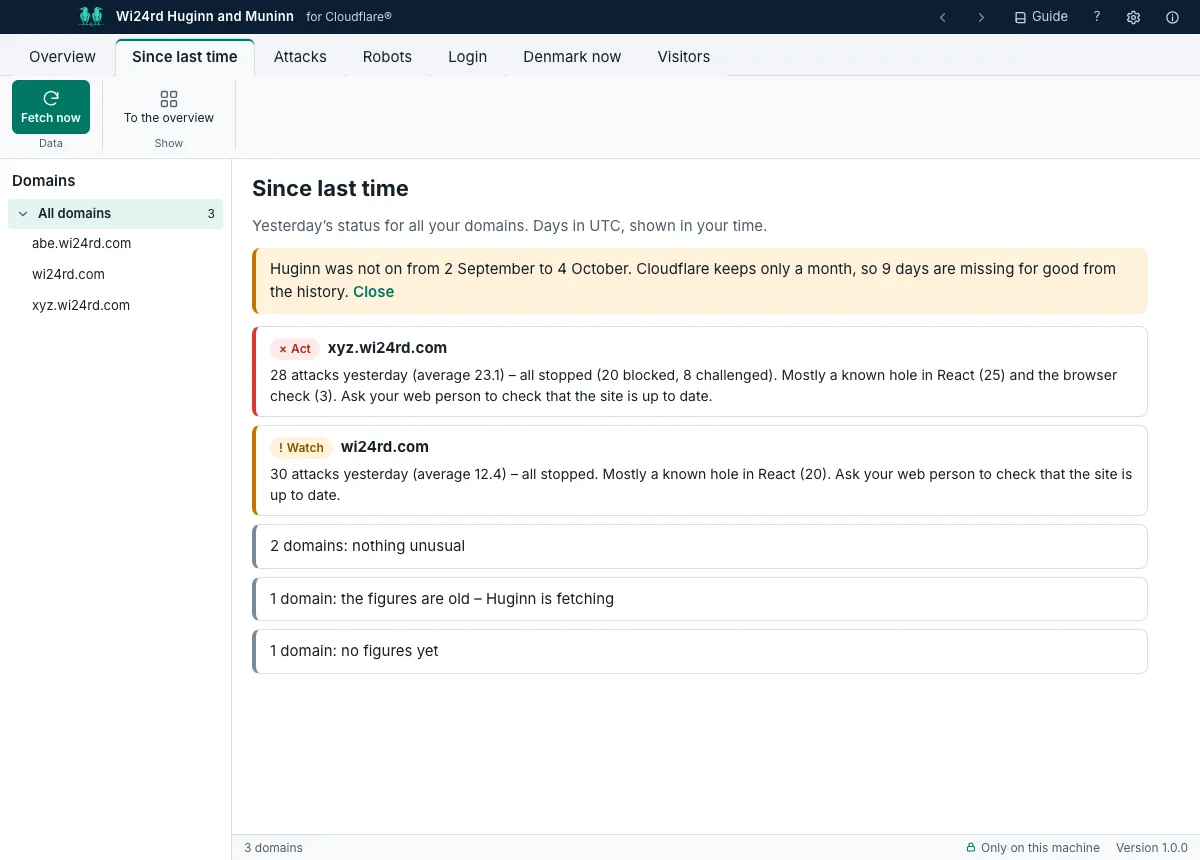 Wi24rd Huginn and Muninn for Cloudflare®
Guide ?
Overview Since last time Attacks Robots Login Denmark now Visitors
Fetch now
Data
To the overview
Show
Domains
All domains 3
abe.wi24rd.com
wi24rd.com
xyz.wi24rd.com
Since last time
Yesterday’s status for all your domains. Days in UTC, shown in your time.
Huginn was not on from 2 September to 4 October. Cloudflare keeps only a month, so 9 days are missing for good from
the history. Close
× Act xyz.wi24rd.com
28 attacks yesterday (average 23.1) – all stopped (20 blocked, 8 challenged). Mostly a known hole in React (25) and the browser
check (3). Ask your web person to check that the site is up to date.
! Watch wi24rd.com
30 attacks yesterday (average 12.4) – all stopped. Mostly a known hole in React (20). Ask your web person to check that the site is
up to date.
2 domains: nothing unusual
1 domain: the figures are old – Huginn is fetching
1 domain: no figures yet
3 domains
Only on this machine Version 1.0.0